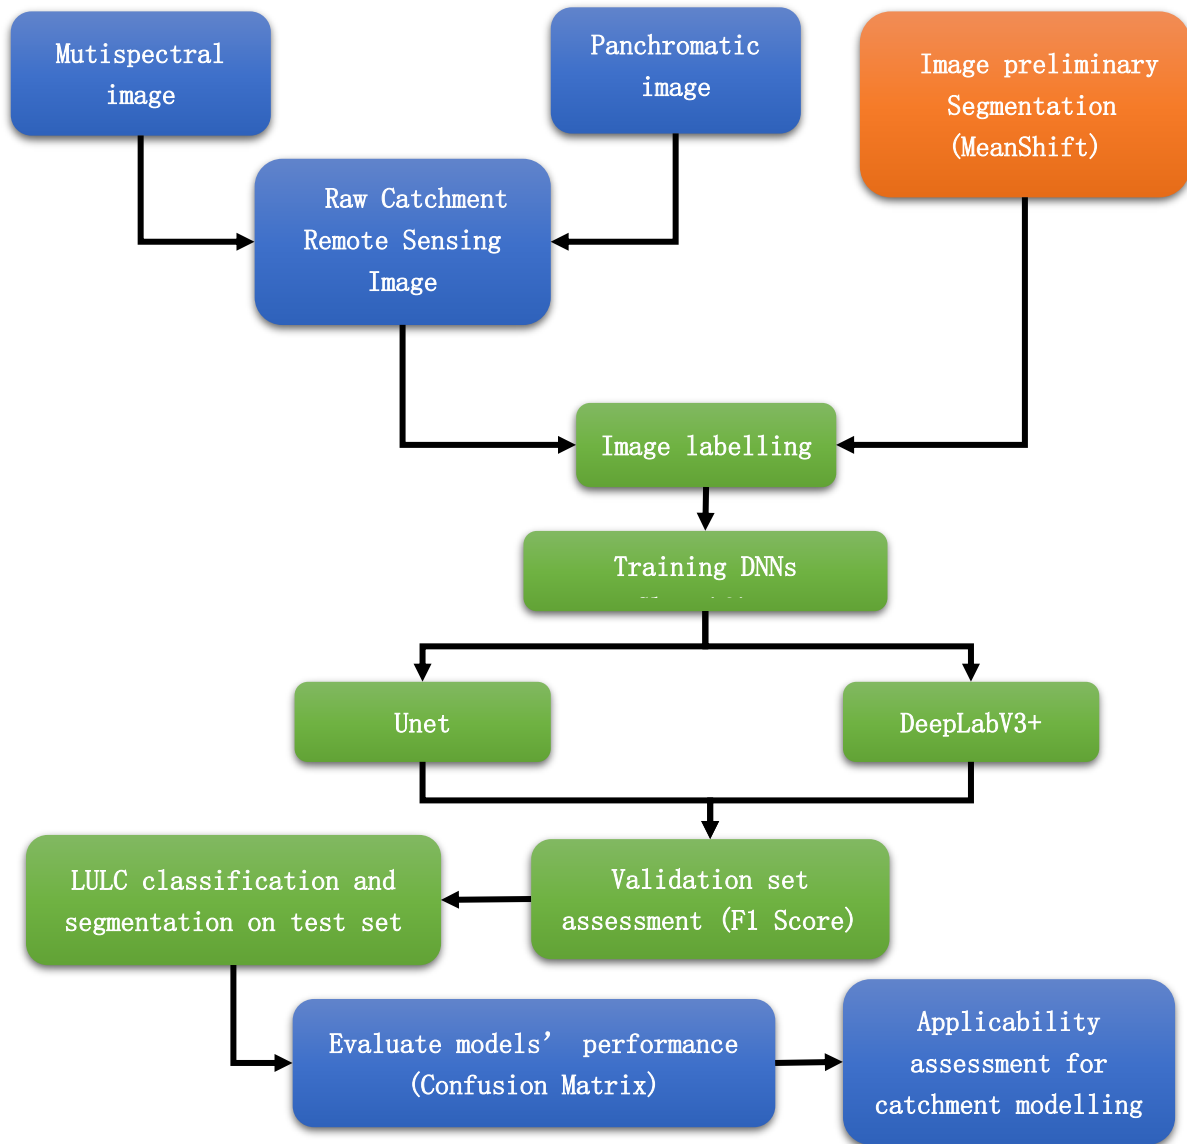 Mutispectral
image
Panchromatic
image
Image preliminary
Segmentation
(MeanShift)
Raw Catchment
Remote Sensing
Image
Image labelling
Training DNNs
Unet
DeepLabV3+
LULC classification and
segmentation on test set
Validation set
assessment (F1 Score)
Evaluate models’ performance
(Confusion Matrix)
Applicability
assessment for
catchment modelling